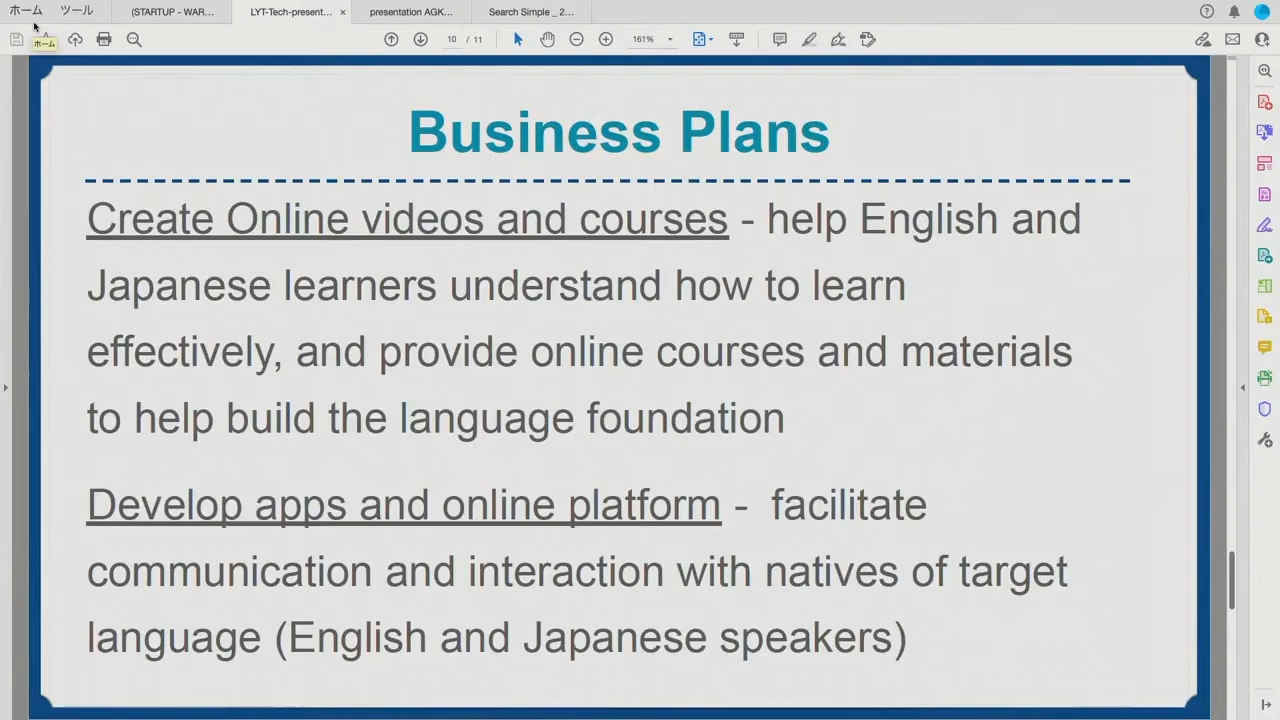 ホーム ツール (STARTUP - WAR... LYT-Tech-present... × presentation AGK... Search Simple _ 2...
10 / 11 161%
ホーム
Business Plans
Create Online videos and courses - help English and
Japanese learners understand how to learn
effectively, and provide online courses and materials
to help build the language foundation
Develop apps and online platform - facilitate
communication and interaction with natives of target
language (English and Japanese speakers)